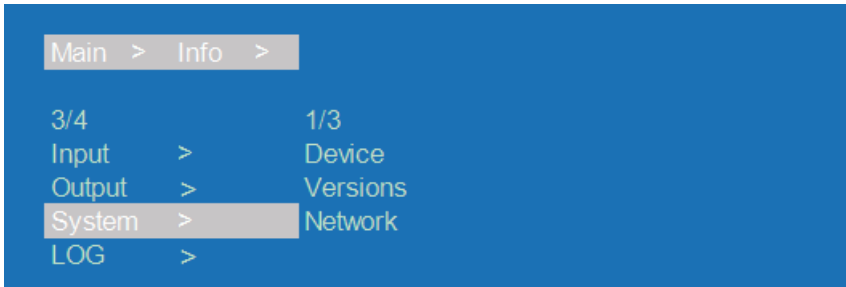 Main > Info >
3/4 1/3
Input > Device
Output > Versions
System > Network
LOG >